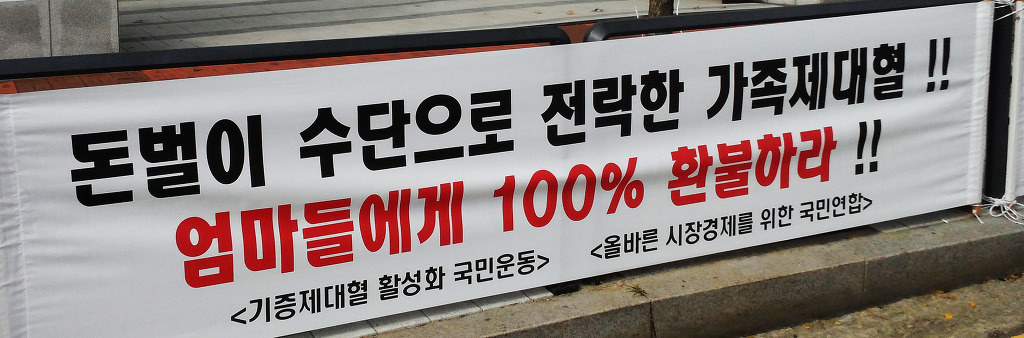 돈벌이 수단으로 전락한 가족제대혈 !!
엄마들에게 100% 환불하라 !!
<기증제대혈 활성화 국민운동> <올바른 시장경제를 위한 국민연합>